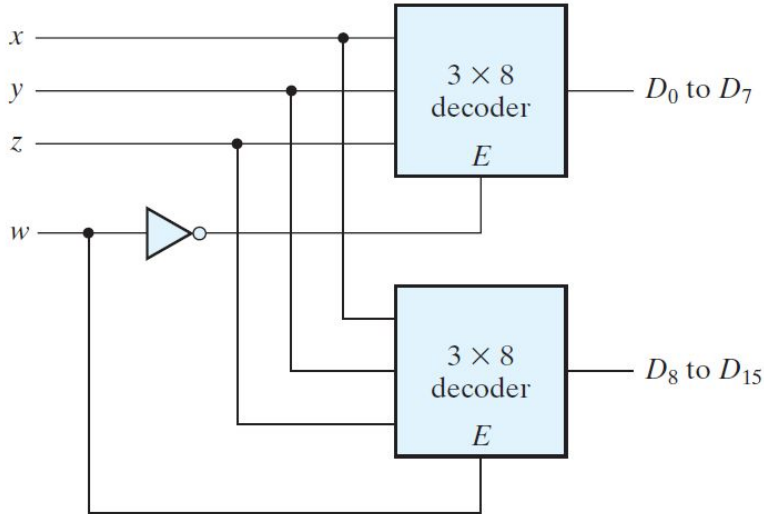 x
y
z
w
3 × 8
decoder
E
D₀ to D₇
3 × 8
decoder
E
D₈ to D₁₅